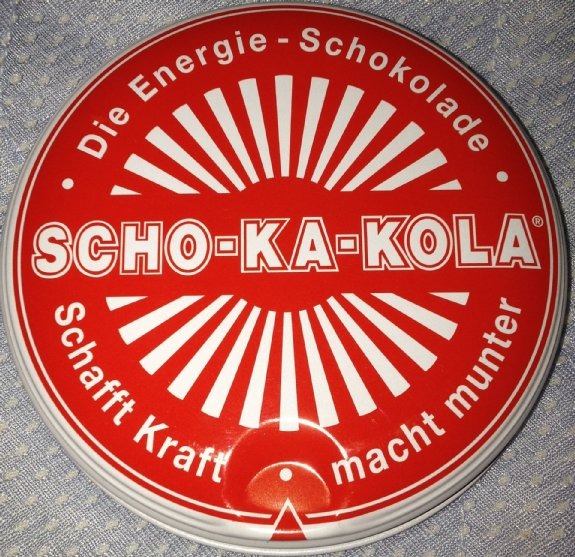 Die Energie - Schokolade
SCHO-KA-KOLA®
Schafft Kraft macht munter